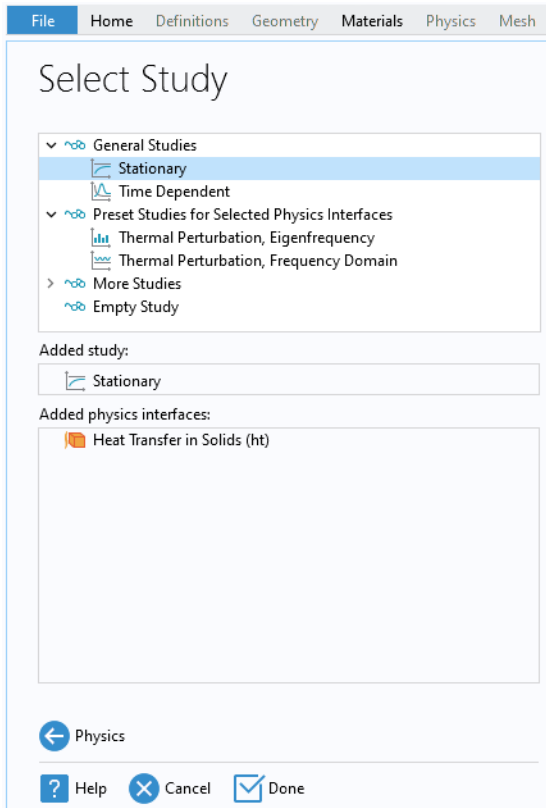 File Home Definitions Geometry Materials Physics Mesh
Select Study
General Studies
Stationary
Time Dependent
Preset Studies for Selected Physics Interfaces
Thermal Perturbation, Eigenfrequency
Thermal Perturbation, Frequency Domain
More Studies
Empty Study
Added study:
Stationary
Added physics interfaces:
Heat Transfer in Solids (ht)
Physics
? Help Cancel Done